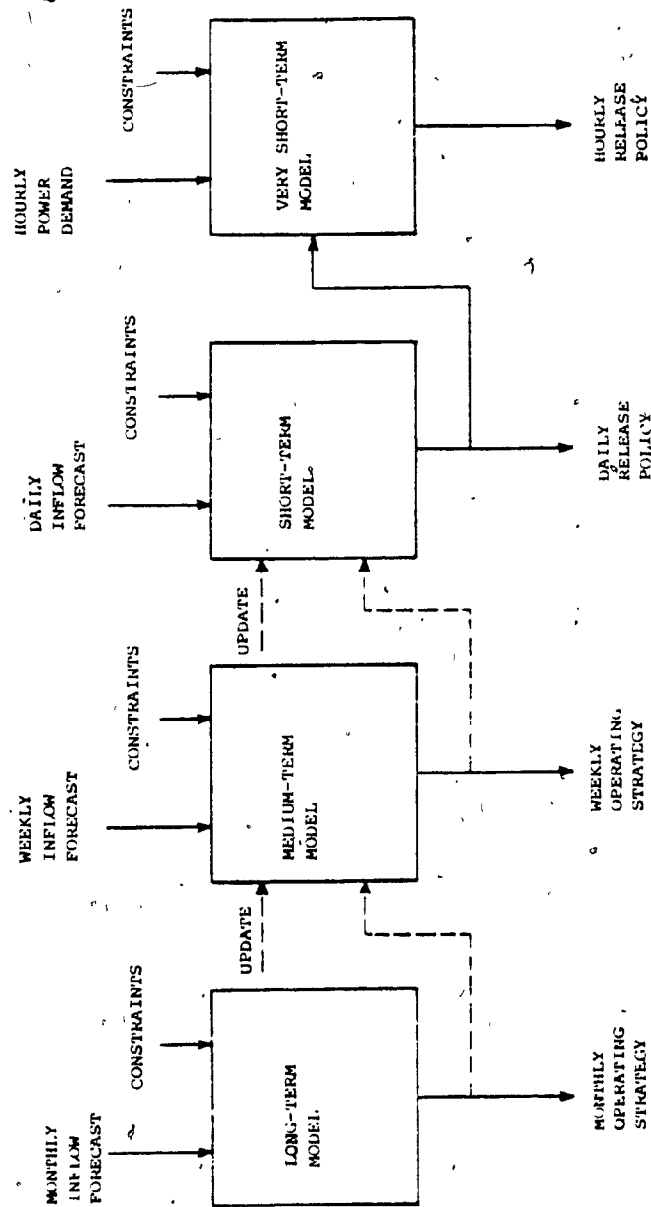 MONTHLY
INFLOW
FORECAST
CONSTRAINTS
LONG-TERM
MODEL
MONTHLY
OPERATING
STRATEGY
UPDATE
WEEKLY
INFLOW
FORECAST
CONSTRAINTS
MEDIUM-TERM
MODEL
WEEKLY
OPERATING
STRATEGY
UPDATE
DAILY
INFLOW
FORECAST
CONSTRAINTS
SHORT-TERM
MODEL.
DAILY
RELEASE
POLICY
HOURLY
POWER
DEMAND
CONSTRAINTS
VERY SHORT-TERM
MODEL
HOURLY
RELEASE
POLICY